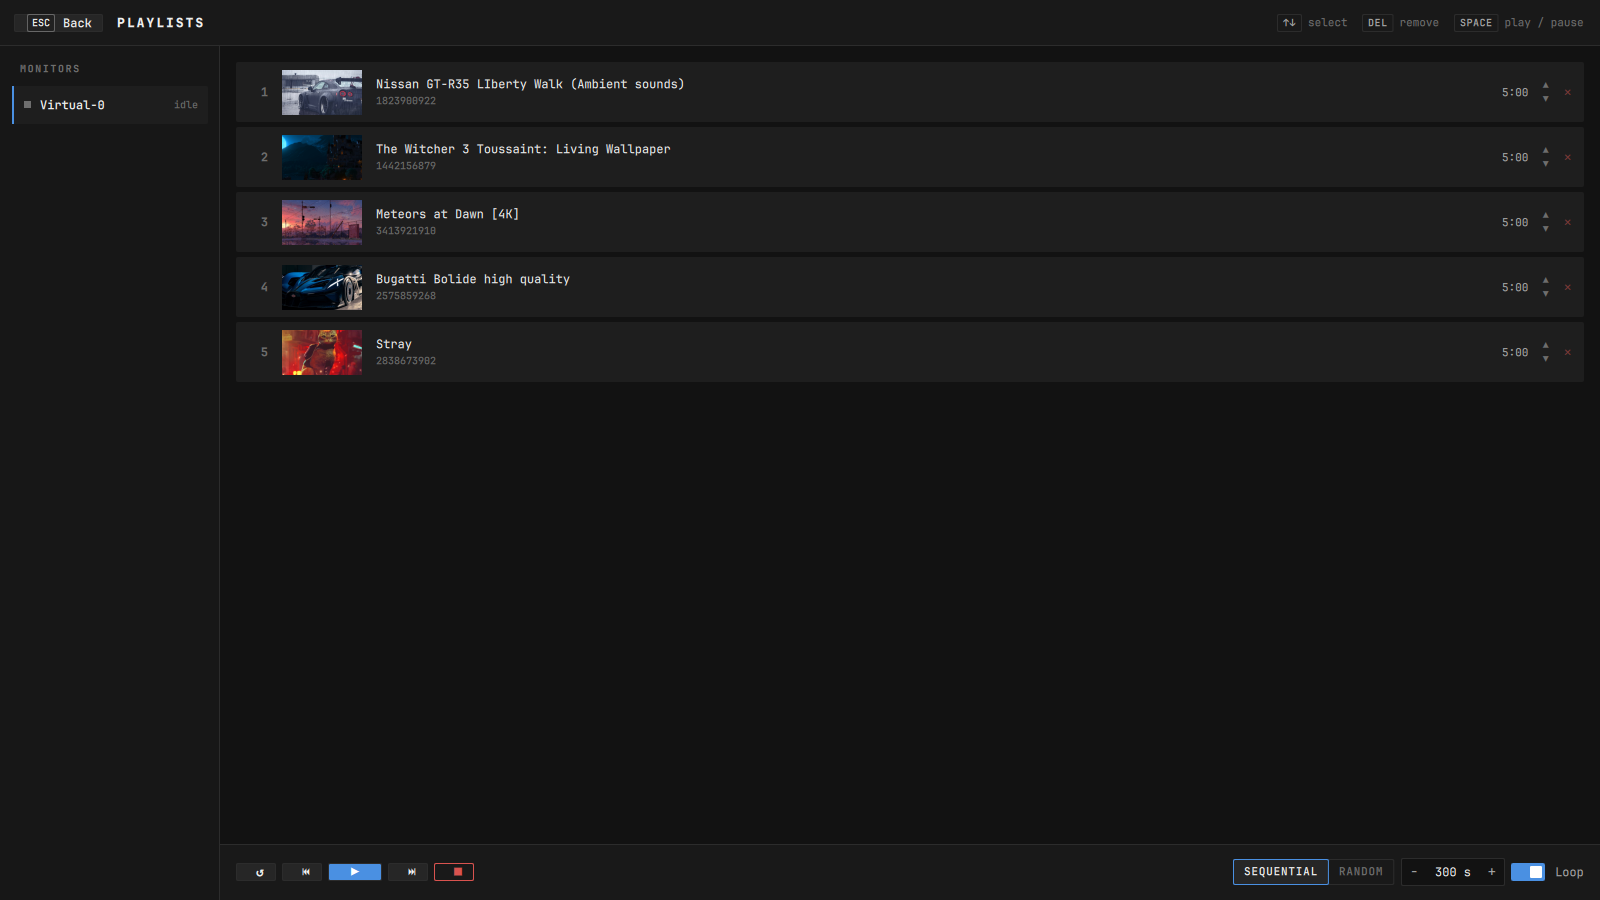 ESC Back PLAYLISTS ↑↓ select DEL remove SPACE play / pause
MONITORS
Virtual-0 idle
1 Nissan GT-R35 LIberty Walk (Ambient sounds) 5:00
1823900922
2 The Witcher 3 Toussaint: Living Wallpaper 5:00
1442156879
3 Meteors at Dawn [4K] 5:00
3413921910
4 Bugatti Bolide high quality 5:00
2575859268
5 Stray 5:00
2838673902
SEQUENTIAL RANDOM - 300 s + Loop